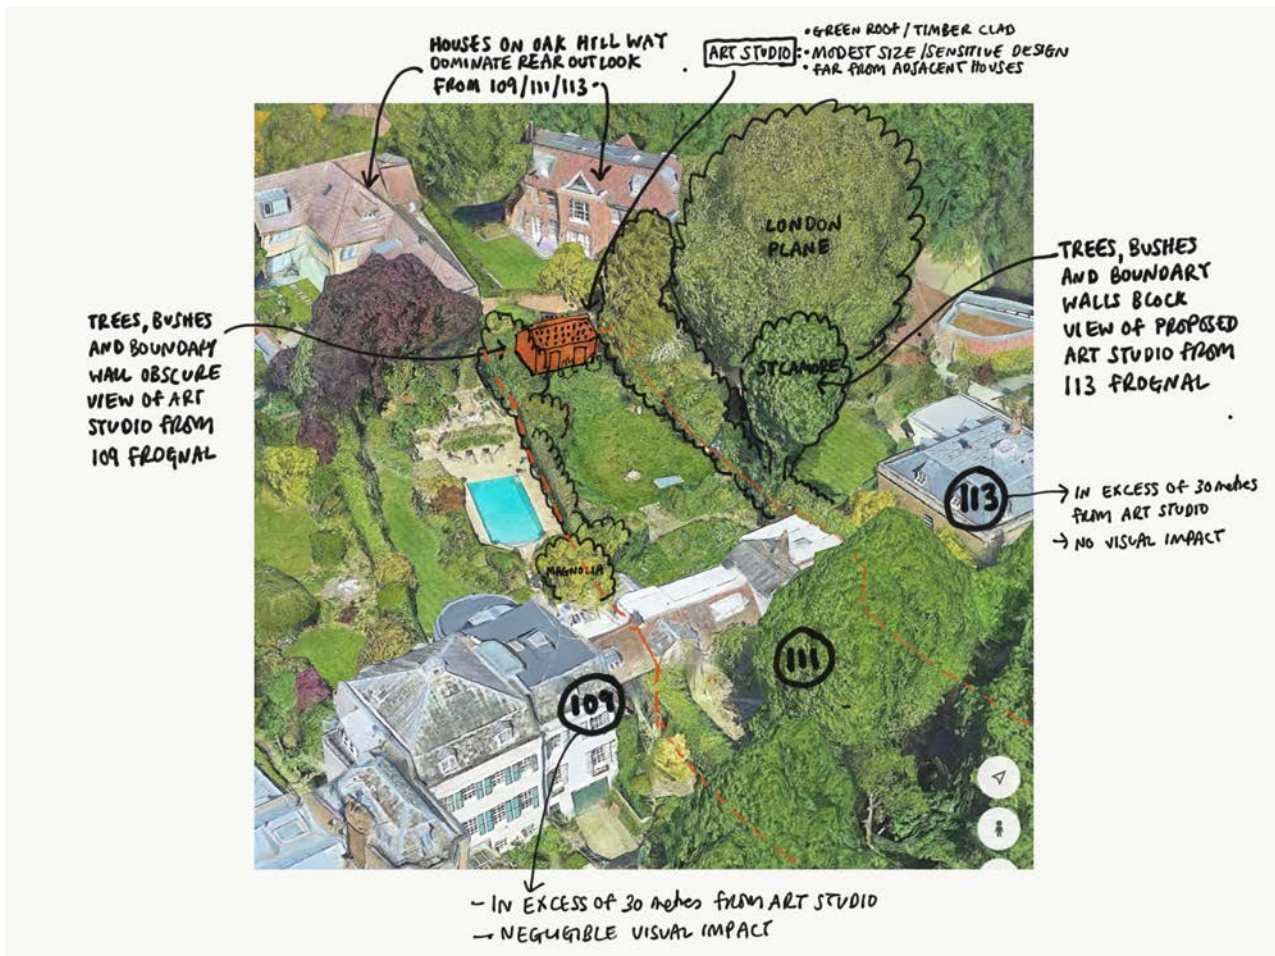 HOUSES ON OAK HILL WAY
DOMINATE REAR OUTLOOK
FROM 109/111/113
ART STUDIO:
• GREEN ROOF / TIMBER CLAD
• MODEST SIZE / SENSITIVE DESIGN
• FAR FROM ADJACENT HOUSES
LONDON
PLANE
SYCAMORE
TREES, BUSHES
AND BOUNDARY
WALLS BLOCK
VIEW OF PROPOSED
ART STUDIO FROM
113 FROGNAL
TREES, BUSHES
AND BOUNDARY
WALL OBSCURE
VIEW OF ART
STUDIO FROM
109 FROGNAL
113
→ IN EXCESS OF 30 metres
FROM ART STUDIO
→ NO VISUAL IMPACT
MAGNOLIA
111
109
- IN EXCESS OF 30 metres FROM ART STUDIO
- NEGLIGIBLE VISUAL IMPACT